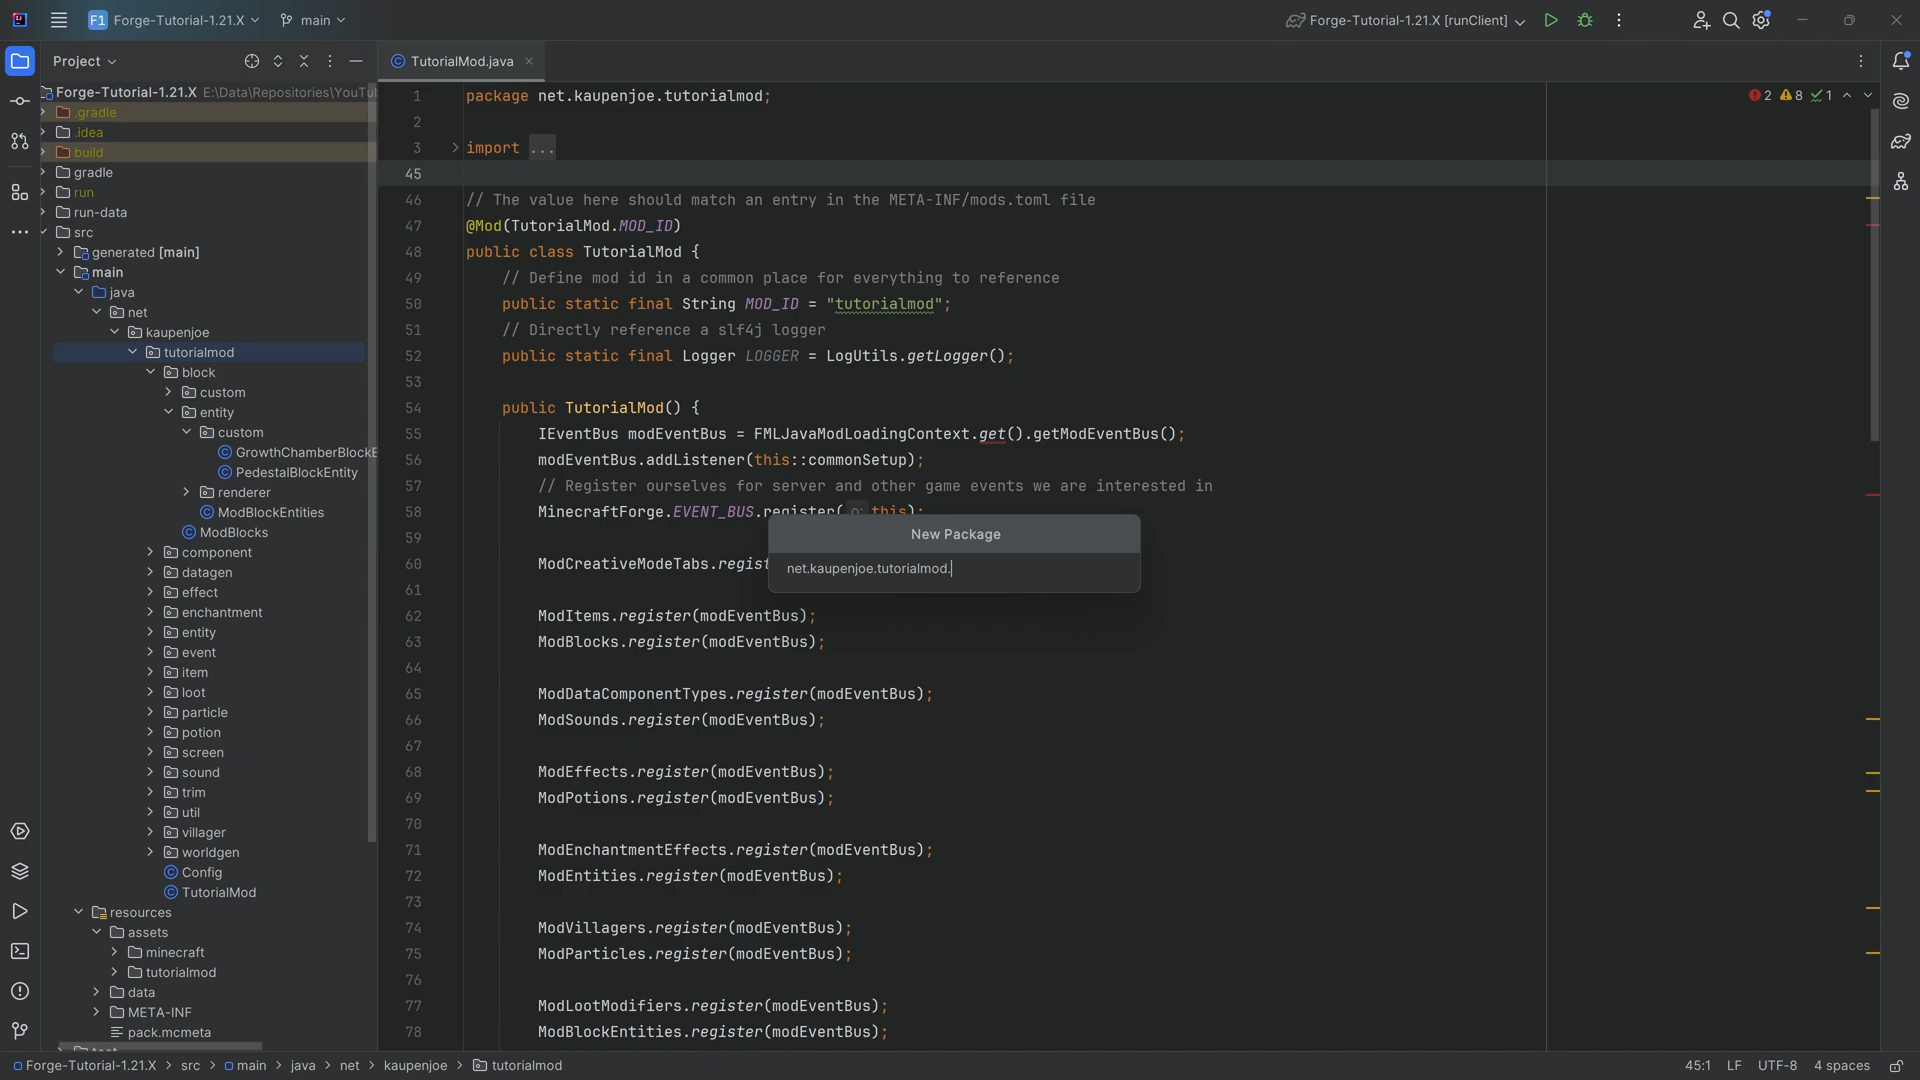 F1 Forge-Tutorial-1.21.X main Forge-Tutorial-1.21.X [runClient]
Project
TutorialMod.java
Forge-Tutorial-1.21.X E:\Data\Repositories\YouTu
.gradle
.idea
build
gradle
run
run-data
src
generated [main]
main
java
net
kaupenjoe
tutorialmod
block
custom
entity
custom
GrowthChamberBlockE
PedestalBlockEntity
renderer
ModBlockEntities
ModBlocks
component
datagen
effect
enchantment
entity
event
item
loot
particle
potion
screen
sound
trim
util
villager
worldgen
Config
TutorialMod
resources
assets
minecraft
tutorialmod
data
META-INF
pack.mcmeta
2 8 1
1 package net.kaupenjoe.tutorialmod;
2
3 import ...
45
46 // The value here should match an entry in the META-INF/mods.toml file
47 @Mod(TutorialMod.MOD_ID)
48 public class TutorialMod {
49 // Define mod id in a common place for everything to reference
50 public static final String MOD_ID = "tutorialmod";
51 // Directly reference a slf4j logger
52 public static final Logger LOGGER = LogUtils.getLogger();
53
54 public TutorialMod() {
55 IEventBus modEventBus = FMLJavaModLoadingContext.get().getModEventBus();
56 modEventBus.addListener(this::commonSetup);
57 // Register ourselves for server and other game events we are interested in
58 MinecraftForge.EVENT_BUS.register( o: this);
59
60 ModCreativeModeTabs.regist
61
62 ModItems.register(modEventBus);
63 ModBlocks.register(modEventBus);
64
65 ModDataComponentTypes.register(modEventBus);
66 ModSounds.register(modEventBus);
67
68 ModEffects.register(modEventBus);
69 ModPotions.register(modEventBus);
70
71 ModEnchantmentEffects.register(modEventBus);
72 ModEntities.register(modEventBus);
73
74 ModVillagers.register(modEventBus);
75 ModParticles.register(modEventBus);
76
77 ModLootModifiers.register(modEventBus);
78 ModBlockEntities.register(modEventBus);
New Package
net.kaupenjoe.tutorialmod.
Forge-Tutorial-1.21.X > src > main > java > net > kaupenjoe > tutorialmod
45:1 LF UTF-8 4 spaces